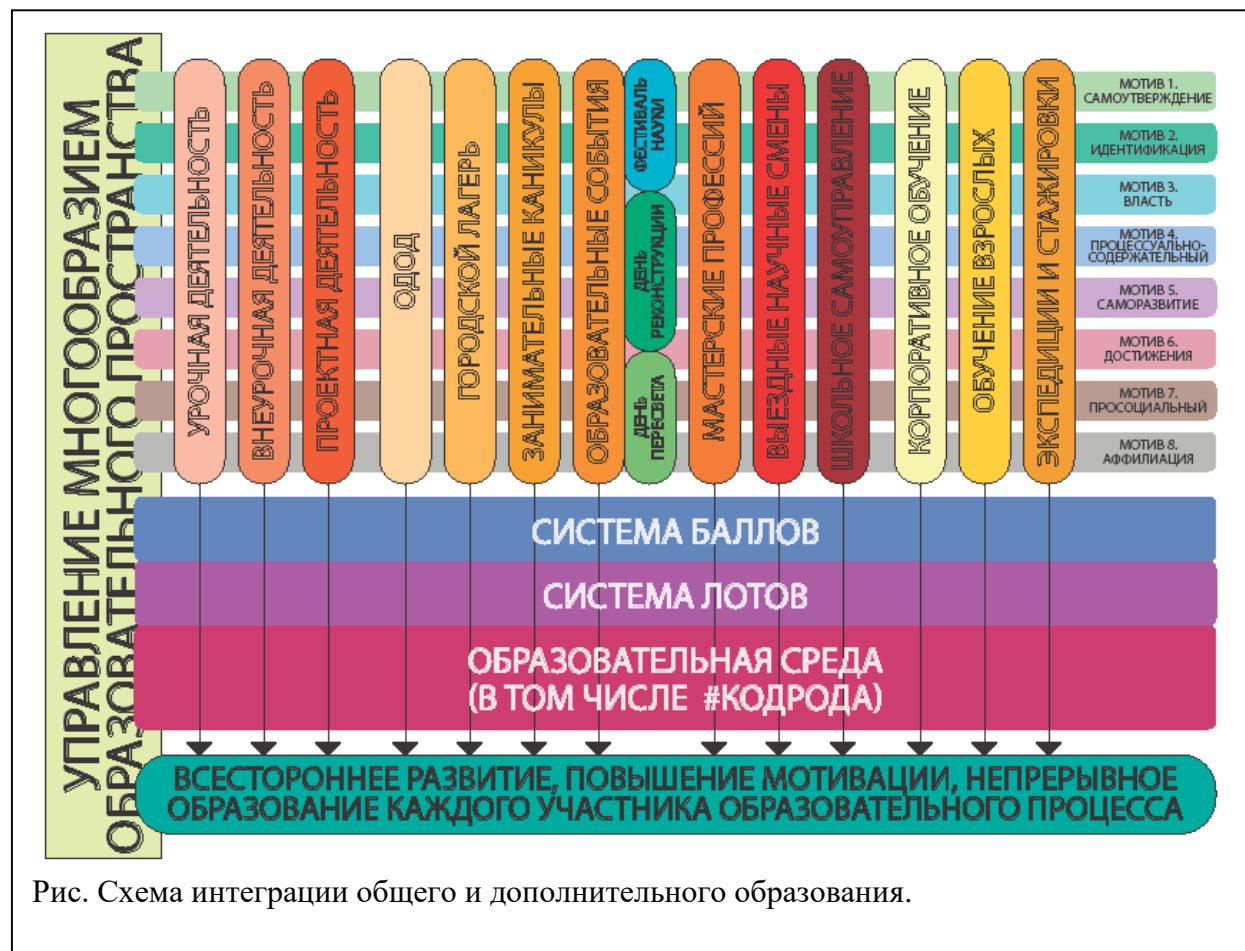 УПРАВЛЕНИЕ МНОГООБРАЗИЕМ
ОБРАЗОВАТЕЛЬНОГО ПРОСТРАНСТВА
УРОЧНАЯ ДЕЯТЕЛЬНОСТЬ
ВНЕУРОЧНАЯ ДЕЯТЕЛЬНОСТЬ
ПРОЕКТНАЯ ДЕЯТЕЛЬНОСТЬ
ОДОД
ГОРОДСКОЙ ЛАГЕРЬ
ЗАНИМАТЕЛЬНЫЕ КАНИКУЛЫ
ОБРАЗОВАТЕЛЬНЫЕ СОБЫТИЯ
ФЕСТИВАЛЬ
НАУКИ
ДЕНЬ
РЕКОНСТРУКЦИИ
ДЕНЬ
ПЕРЕСВЕТА
МАСТЕРСКИЕ ПРОФЕССИЙ
ВЫЕЗДНЫЕ НАУЧНЫЕ СМЕНЫ
ШКОЛЬНОЕ САМОУПРАВЛЕНИЕ
КОРПОРАТИВНОЕ ОБУЧЕНИЕ
ОБУЧЕНИЕ ВЗРОСЛЫХ
ЭКСПЕДИЦИИ И СТАЖИРОВКИ
МОТИВ 1.
САМОУТВЕРЖДЕНИЕ
МОТИВ 2.
ИДЕНТИФИКАЦИЯ
МОТИВ 3.
ВЛАСТЬ
МОТИВ 4.
ПРОЦЕССУАЛЬНО-
СОДЕРЖАТЕЛЬНЫЙ
МОТИВ 5.
САМОРАЗВИТИЕ
МОТИВ 6.
ДОСТИЖЕНИЯ
МОТИВ 7.
ПРОСОЦИАЛЬНЫЙ
МОТИВ 8.
АФФИЛИАЦИЯ
СИСТЕМА БАЛЛОВ
СИСТЕМА ЛОТОВ
ОБРАЗОВАТЕЛЬНАЯ СРЕДА
(В ТОМ ЧИСЛЕ #КОДРОДА)
ВСЕСТОРОННЕЕ РАЗВИТИЕ, ПОВЫШЕНИЕ МОТИВАЦИИ, НЕПРЕРЫВНОЕ
ОБРАЗОВАНИЕ КАЖДОГО УЧАСТНИКА ОБРАЗОВАТЕЛЬНОГО ПРОЦЕССА
Рис. Схема интеграции общего и дополнительного образования.